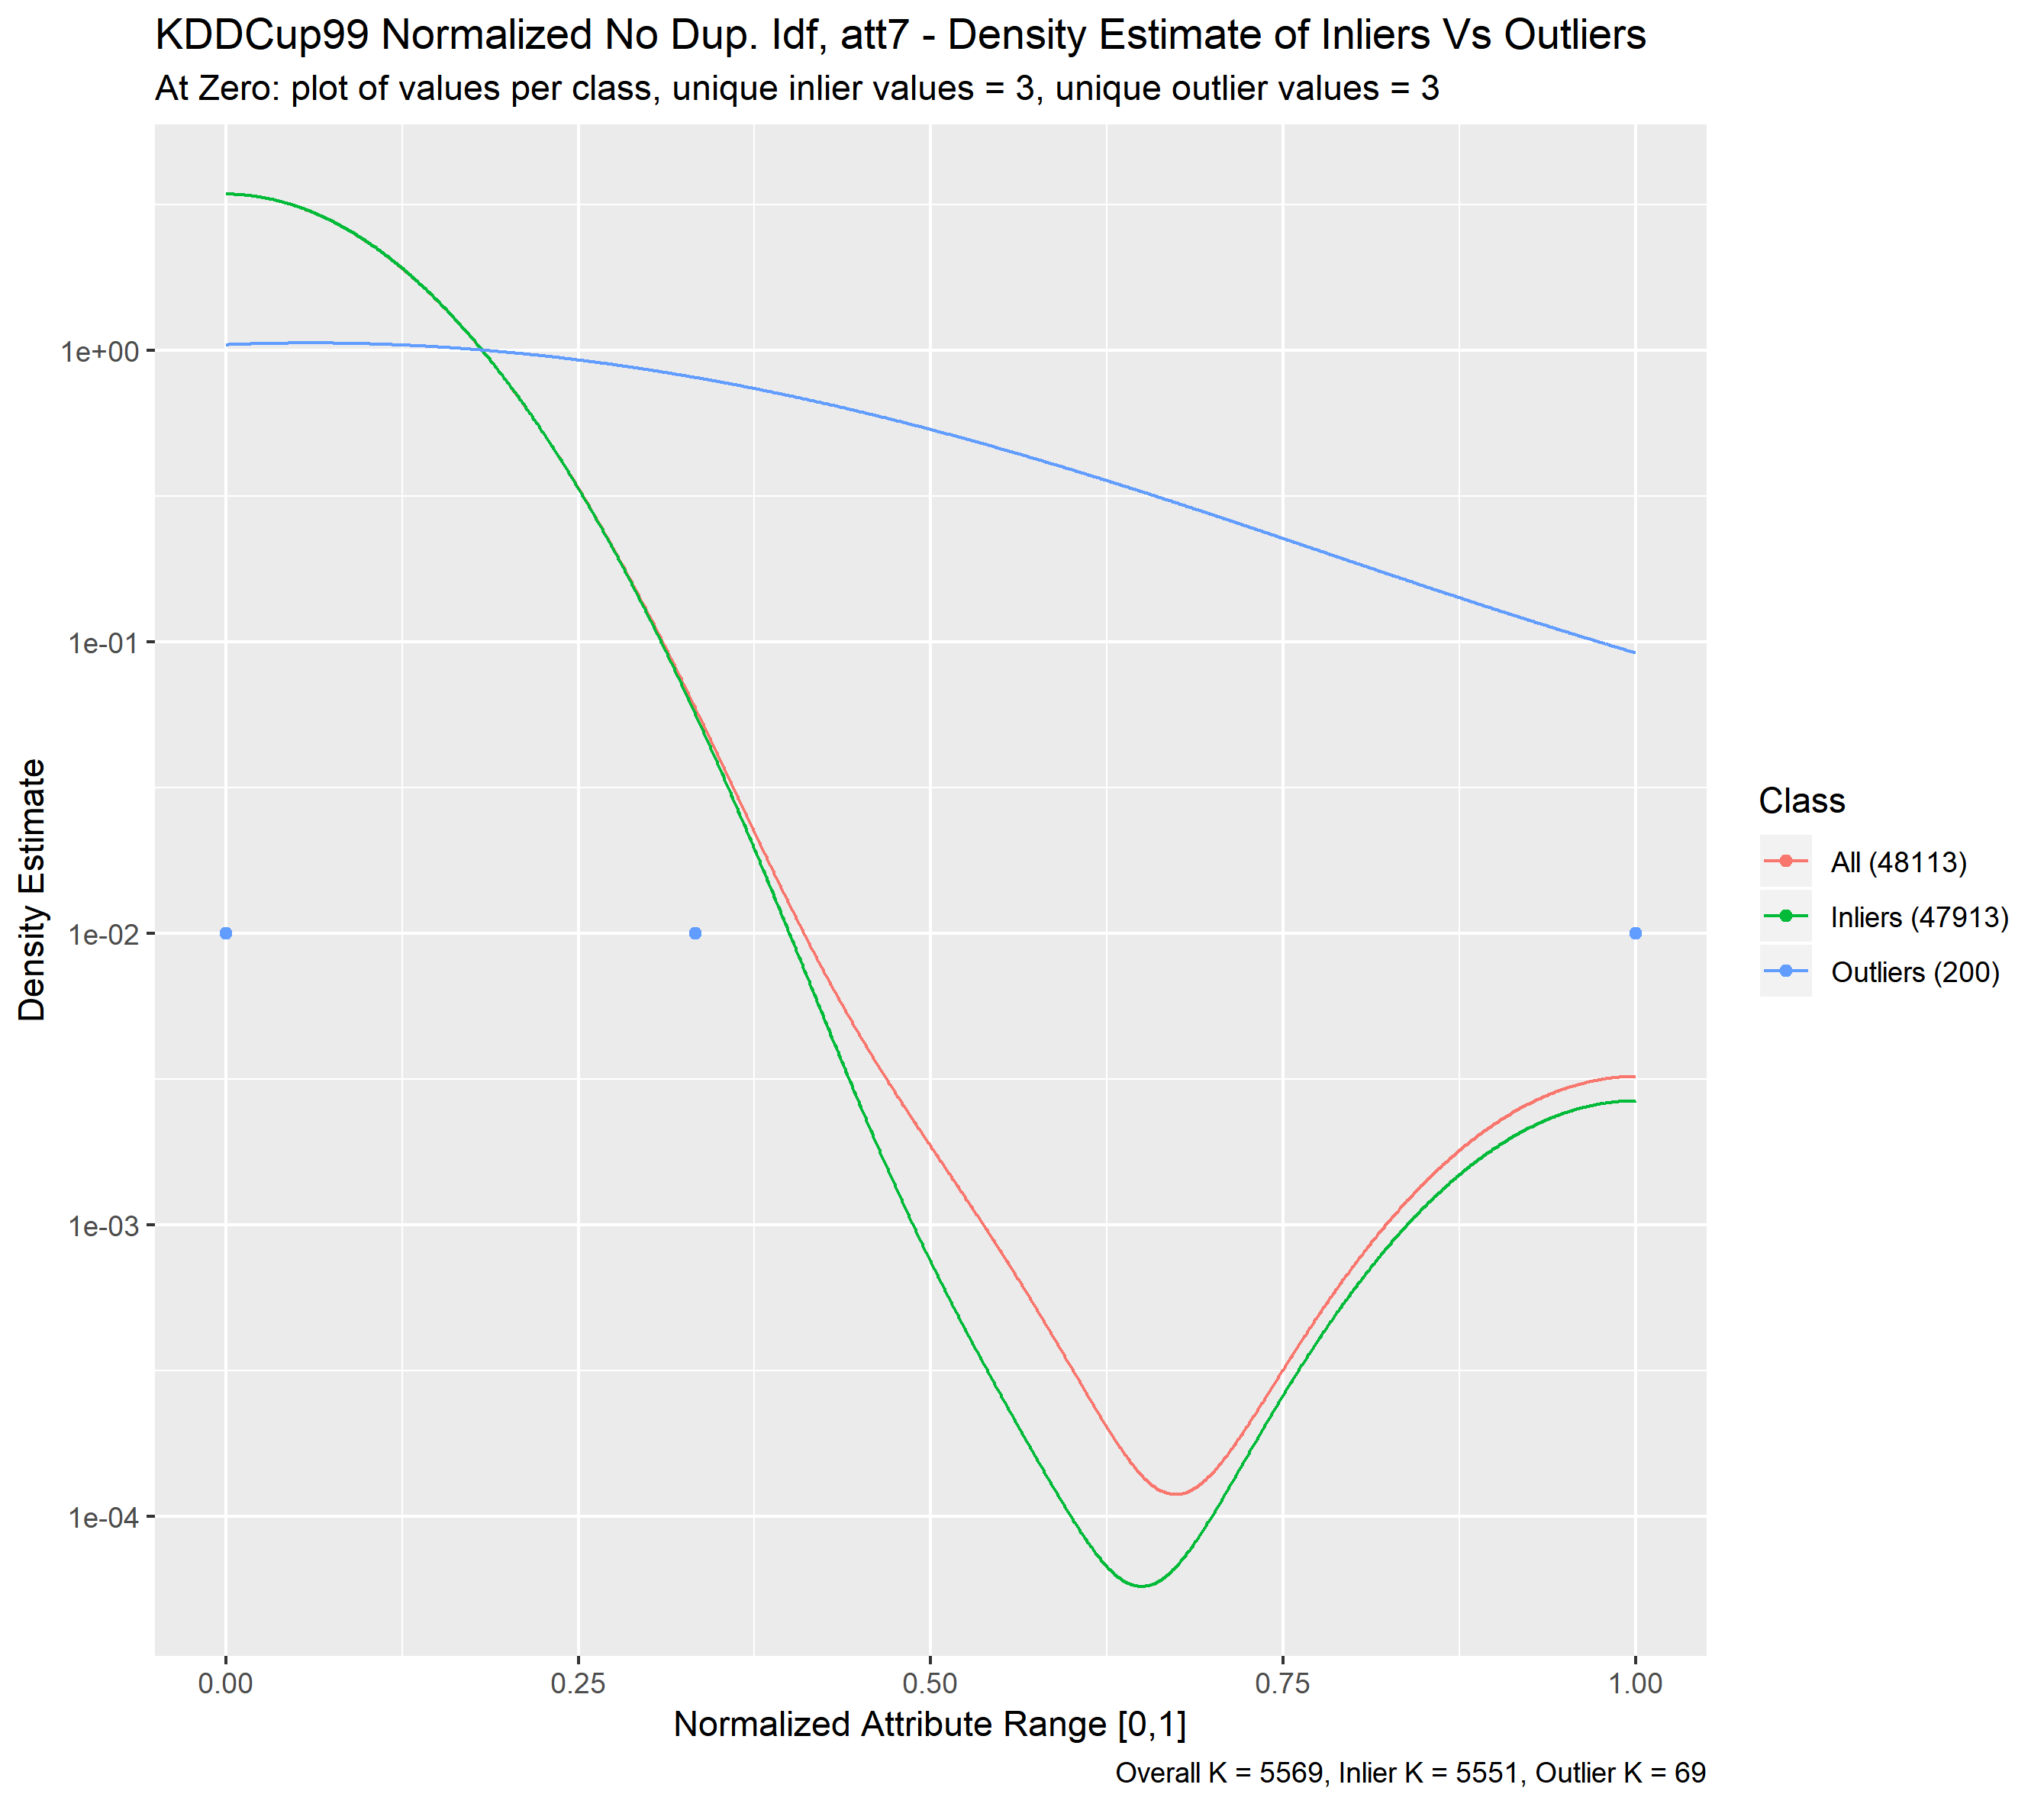 KDDCup99 Normalized No Dup. Idf, att7 - Density Estimate of Inliers Vs Outliers
At Zero: plot of values per class, unique inlier values = 3, unique outlier values = 3
1e+00
1e-01
1e-02
1e-03
1e-04
Density Estimate
0.00 0.25 0.50 0.75 1.00
Normalized Attribute Range [0,1]
Overall K = 5569, Inlier K = 5551, Outlier K = 69
Class
All (48113)
Inliers (47913)
Outliers (200)